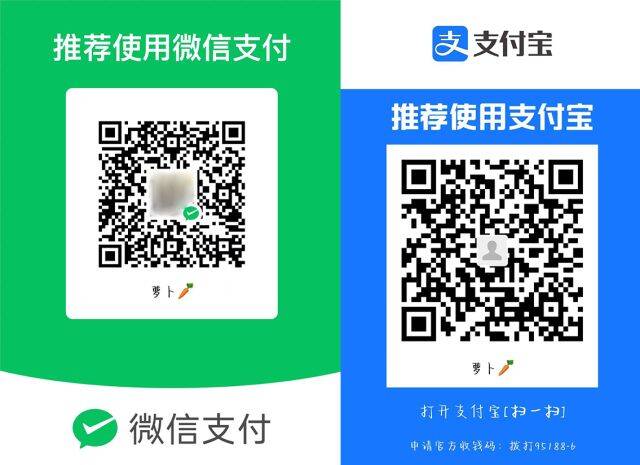 推荐使用微信支付
萝卜🥕
微信支付
支 支付宝
推荐使用支付宝
萝卜🥕
打开支付宝[扫一扫]
申请官方收钱码：拨打95188-6